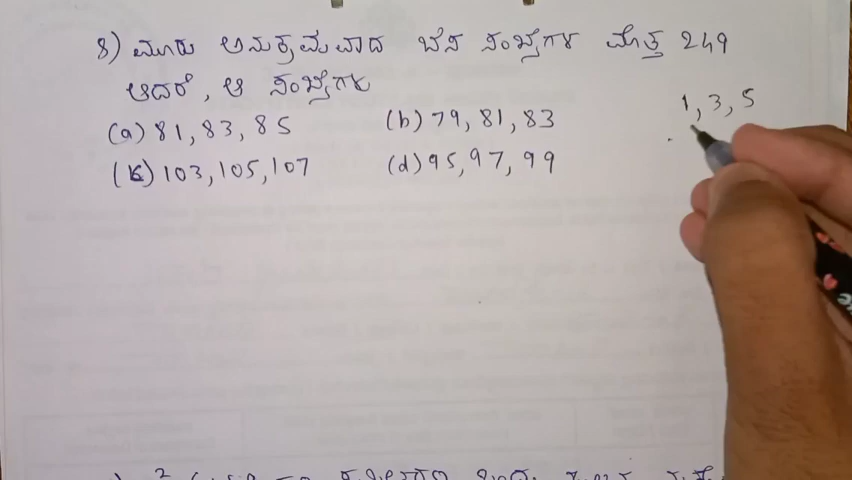 8) ಮೂರು ಅನುಕ್ರಮವಾದ ಬೆಸ ಸಂಖ್ಯೆಗಳ ಮೊತ್ತ 249
ಆದರೆ, ಆ ಸಂಖ್ಯೆಗಳು
1, 3, 5
(a) 81, 83, 85 (b) 79, 81, 83
(c) 103, 105, 107 (d) 95, 97, 99